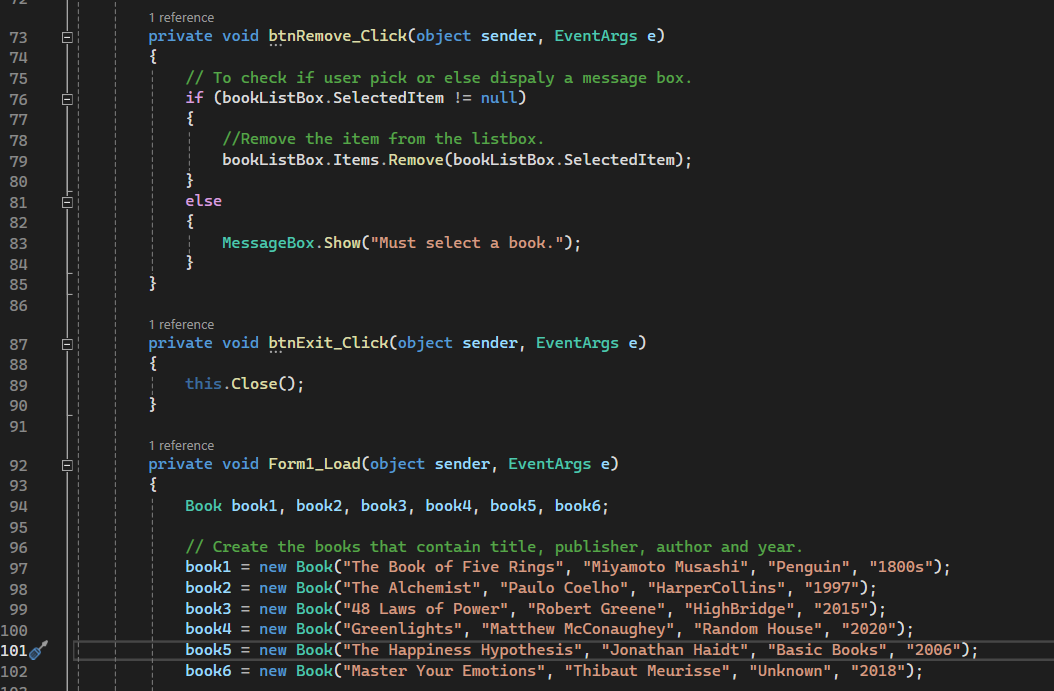 72
1 reference
73 private void btnRemove_Click(object sender, EventArgs e)
74 {
75 // To check if user pick or else dispaly a message box.
76 if (bookListBox.SelectedItem != null)
77 {
78 //Remove the item from the listbox.
79 bookListBox.Items.Remove(bookListBox.SelectedItem);
80 }
81 else
82 {
83 MessageBox.Show("Must select a book.");
84 }
85 }
86
1 reference
87 private void btnExit_Click(object sender, EventArgs e)
88 {
89 this.Close();
90 }
91
1 reference
92 private void Form1_Load(object sender, EventArgs e)
93 {
94 Book book1, book2, book3, book4, book5, book6;
95
96 // Create the books that contain title, publisher, author and year.
97 book1 = new Book("The Book of Five Rings", "Miyamoto Musashi", "Penguin", "1800s");
98 book2 = new Book("The Alchemist", "Paulo Coelho", "HarperCollins", "1997");
99 book3 = new Book("48 Laws of Power", "Robert Greene", "HighBridge", "2015");
100 book4 = new Book("Greenlights", "Matthew McConaughey", "Random House", "2020");
101 book5 = new Book("The Happiness Hypothesis", "Jonathan Haidt", "Basic Books", "2006");
102 book6 = new Book("Master Your Emotions", "Thibaut Meurisse", "Unknown", "2018");